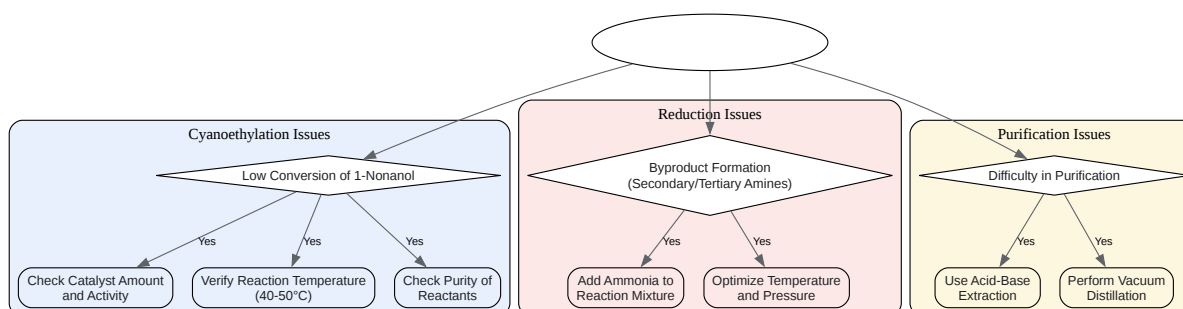 Cyanoethylation Issues
Low Conversion of 1-Nonanol
Yes
Yes
Yes
Check Catalyst Amount
and Activity
Verify Reaction Temperature
(40-50°C)
Check Purity of
Reactants
Reduction Issues
Byproduct Formation
(Secondary/Tertiary Amines)
Yes
Yes
Add Ammonia to
Reaction Mixture
Optimize Temperature
and Pressure
Purification Issues
Difficulty in Purification
Yes
Yes
Use Acid-Base
Extraction
Perform Vacuum
Distillation